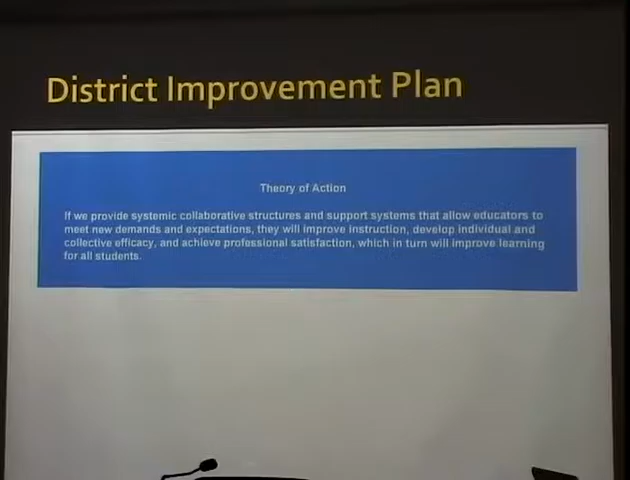 District Improvement Plan
Theory of Action
If we provide systemic collaborative structures and support systems that allow educators to
meet new demands and expectations, they will improve instruction, develop individual and
collective efficacy, and achieve professional satisfaction, which in turn will improve learning
for all students.